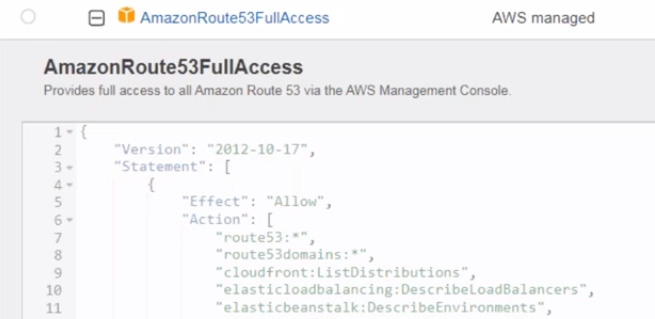 AmazonRoute53FullAccess AWS managed
AmazonRoute53FullAccess
Provides full access to all Amazon Route 53 via the AWS Management Console.
1 {
2 "Version": "2012-10-17",
3 "Statement": [
4 {
5 "Effect": "Allow",
6 "Action": [
7 "route53:*",
8 "route53domains:*",
9 "cloudfront:ListDistributions",
10 "elasticloadbalancing:DescribeLoadBalancers",
11 "elasticbeanstalk:DescribeEnvironments",